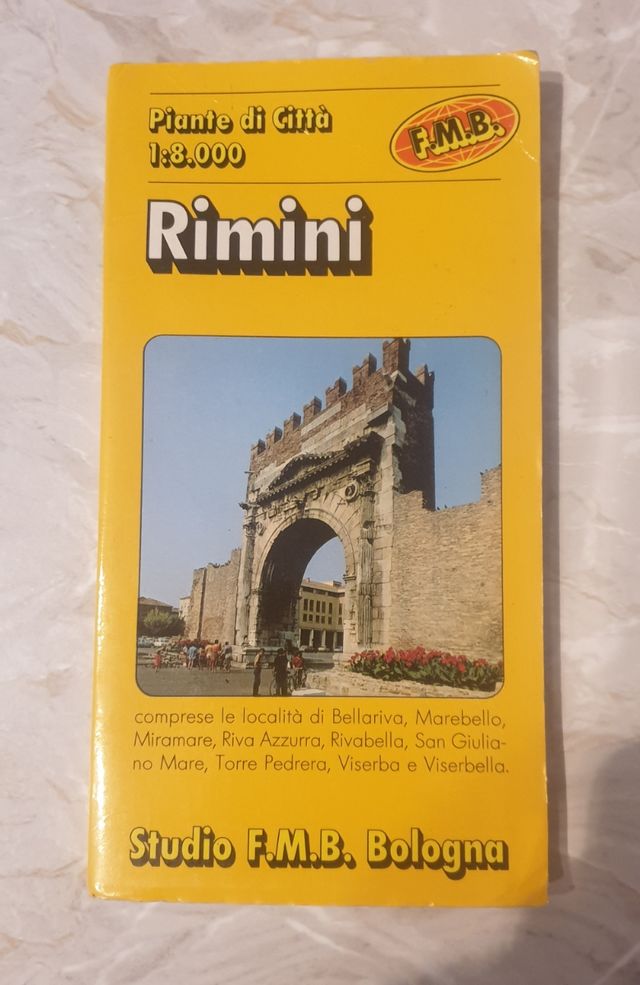 Piante di Città
1:8.000
F.M.B.
Rimini
comprese le località di Bellariva, Marebello,
Miramare, Riva Azzurra, Rivabella, San Giulia-
no Mare, Torre Pedrera, Viserba e Viserbella.
Studio F.M.B. Bologna